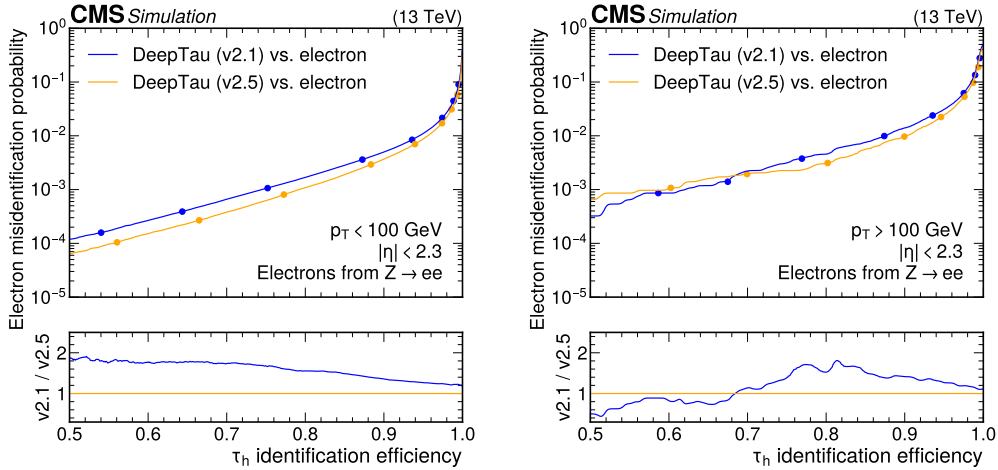 CMS Simulation (13 TeV)
Electron misidentification probability
10^0
10^-1
10^-2
10^-3
10^-4
10^-5
DeepTau (v2.1) vs. electron
DeepTau (v2.5) vs. electron
p_T < 100 GeV
|η| < 2.3
Electrons from Z → ee
v2.1 / v2.5
2
1
0.5 0.6 0.7 0.8 0.9 1.0
τ_h identification efficiency
CMS Simulation (13 TeV)
Electron misidentification probability
10^0
10^-1
10^-2
10^-3
10^-4
10^-5
DeepTau (v2.1) vs. electron
DeepTau (v2.5) vs. electron
p_T > 100 GeV
|η| < 2.3
Electrons from Z → ee
v2.1 / v2.5
2
1
0.5 0.6 0.7 0.8 0.9 1.0
τ_h identification efficiency